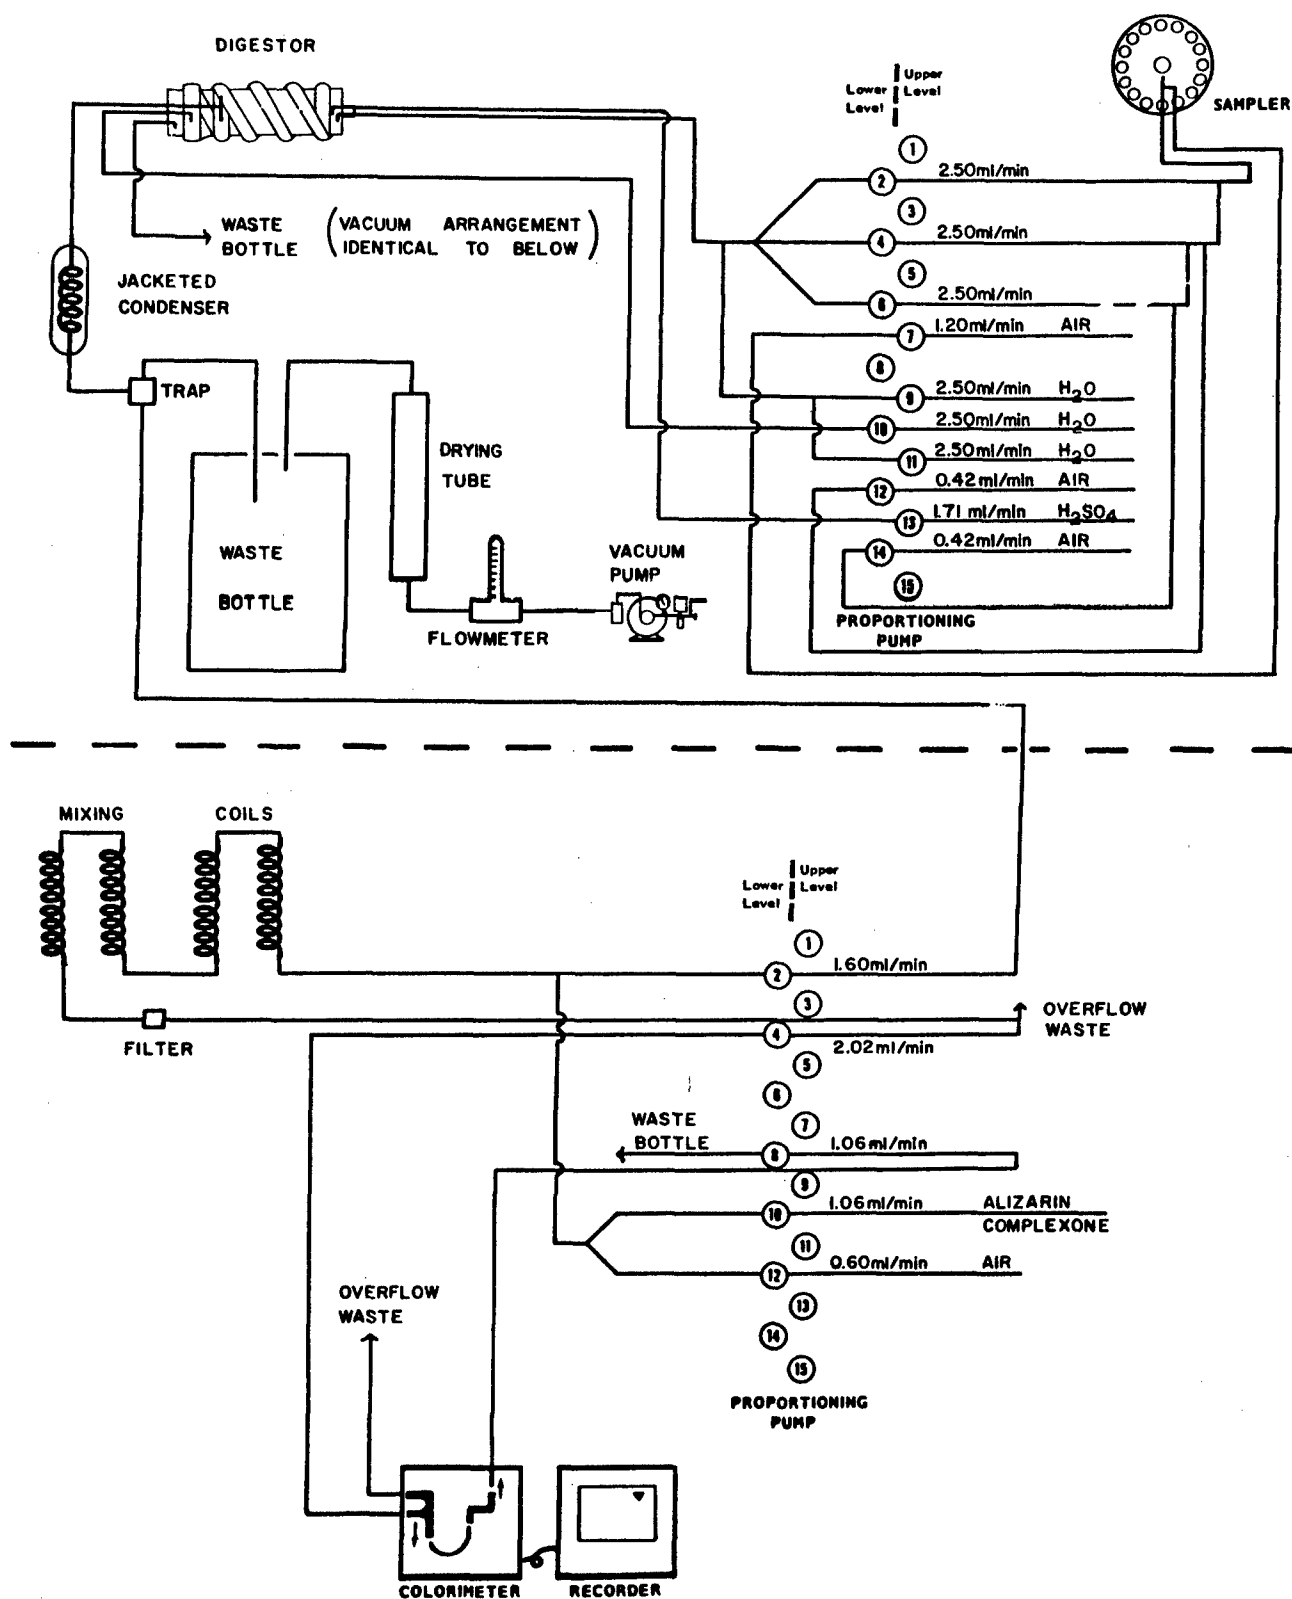 DIGESTOR
Lower
Level
Upper
Level
SAMPLER
1
2 2.50ml/min
3
4 2.50ml/min
5
6 2.50ml/min
7 1.20ml/min AIR
8
9 2.50ml/min H2O
10 2.50ml/min H2O
11 2.50ml/min H2O
12 0.42ml/min AIR
13 1.71 ml/min H2SO4
14 0.42ml/min AIR
15
PROPORTIONING
PUMP
WASTE
BOTTLE
(VACUUM ARRANGEMENT
IDENTICAL TO BELOW)
JACKETED
CONDENSER
TRAP
DRYING
TUBE
WASTE
BOTTLE
FLOWMETER
VACUUM
PUMP
MIXING COILS
FILTER
Lower
Level
Upper
Level
1
2 1.60ml/min
3
OVERFLOW
WASTE
4 2.02ml/min
5
6
7
WASTE
BOTTLE
8 1.06ml/min
9
10 1.06ml/min ALIZARIN
COMPLEXONE
11
12 0.60ml/min AIR
13
14
15
PROPORTIONING
PUMP
OVERFLOW
WASTE
COLORIMETER
RECORDER